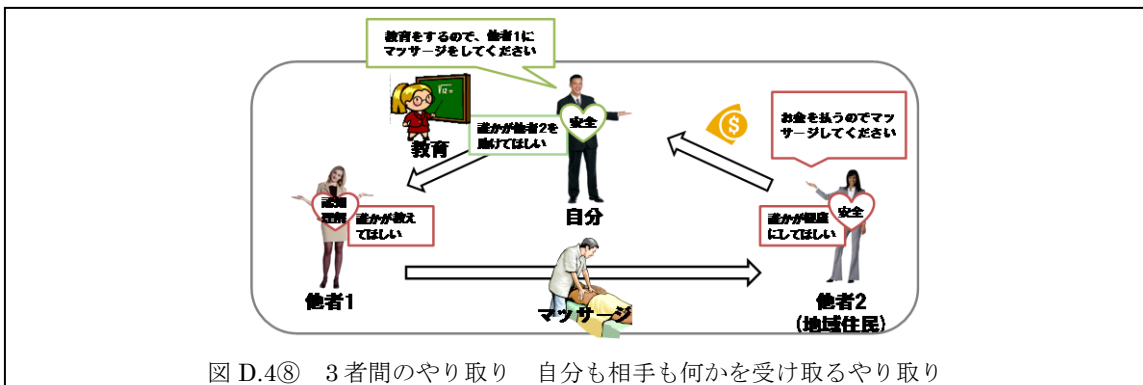 教育をするので、他者1に
マッサージをしてください
安全
お金を払うのでマッ
サージしてください
誰かが他者2を
助けてほしい
教育
理解
誰かが教え
てほしい
自分
誰かが健康
にしてほしい
安全
他者1
マッサージ
他者2
(地域住民)
図 D.4⑧ 3者間のやり取り 自分も相手も何かを受け取るやり取り